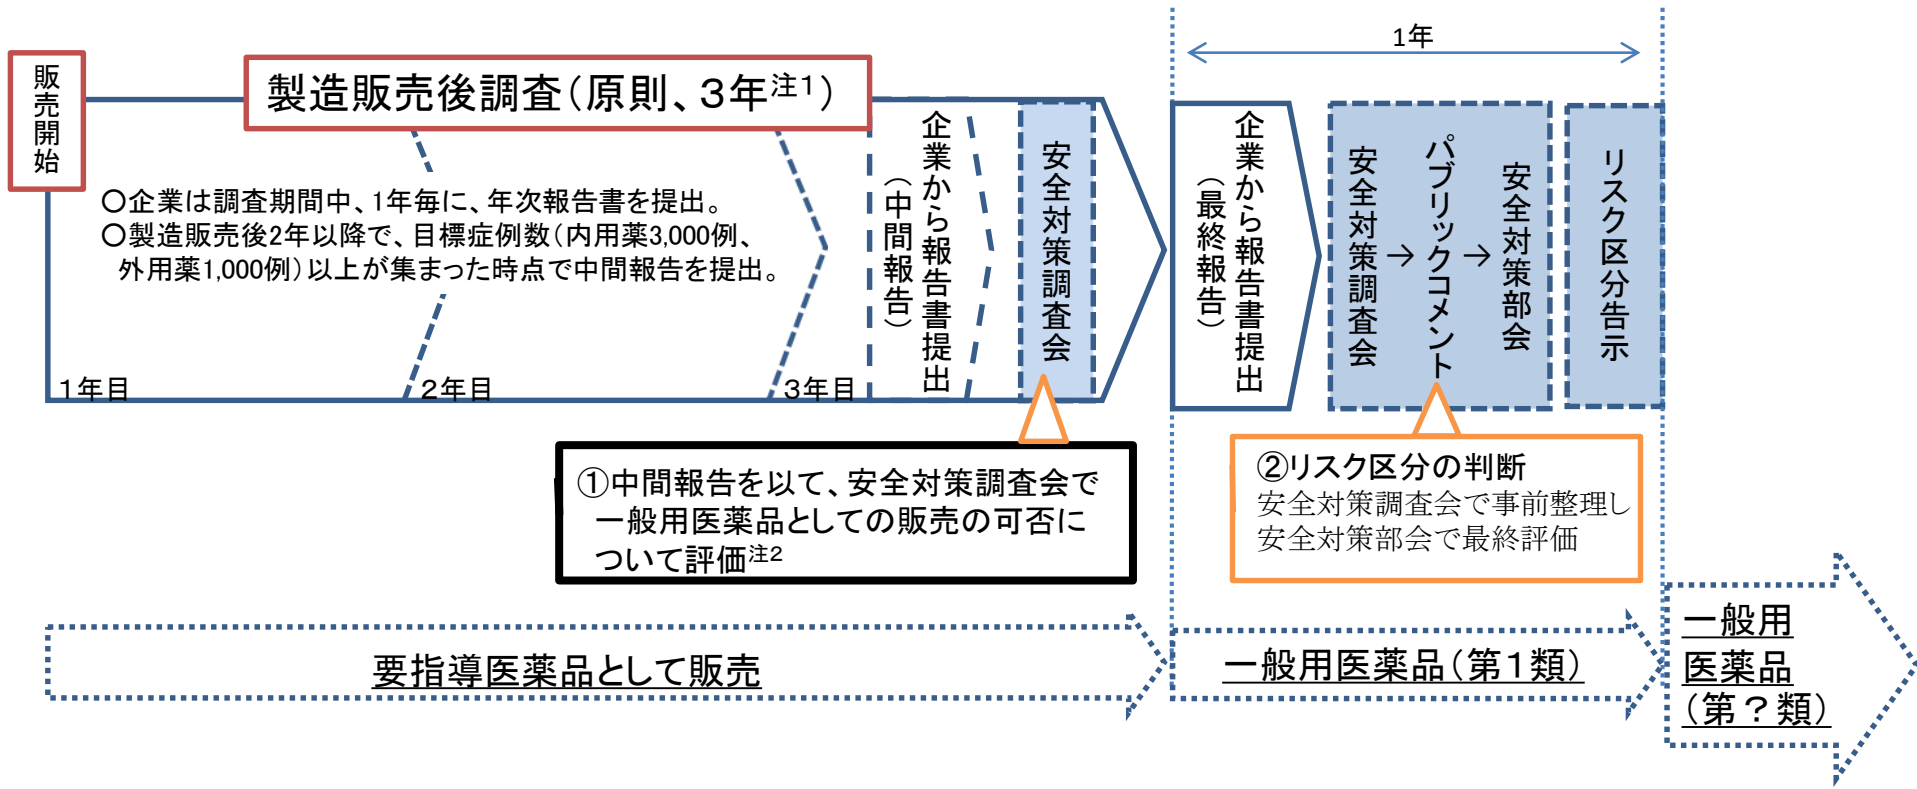 1年
販売開始
製造販売後調査(原則、3年注1)
○企業は調査期間中、1年毎に、年次報告書を提出。
○製造販売後2年以降で、目標症例数(内用薬3,000例、
外用薬1,000例)以上が集まった時点で中間報告を提出。
1年目
2年目
3年目
企業から報告書提出
(中間報告)
安全対策調査会
企業から報告書提出
(最終報告)
安全対策調査会
→
パブリックコメント
→
安全対策部会
リスク区分告示
①中間報告を以て、安全対策調査会で
一般用医薬品としての販売の可否に
ついて評価注2
②リスク区分の判断
安全対策調査会で事前整理し
安全対策部会で最終評価
要指導医薬品として販売
一般用医薬品(第1類)
一般用
医薬品
(第?類)